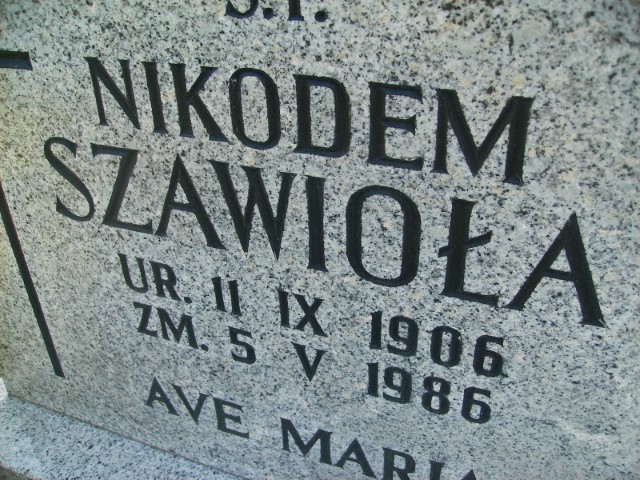 Ś.P.
NIKODEM
SZAWIOŁA
UR. 11 IX 1906
ZM. 5 V 1986
AVE MARIA